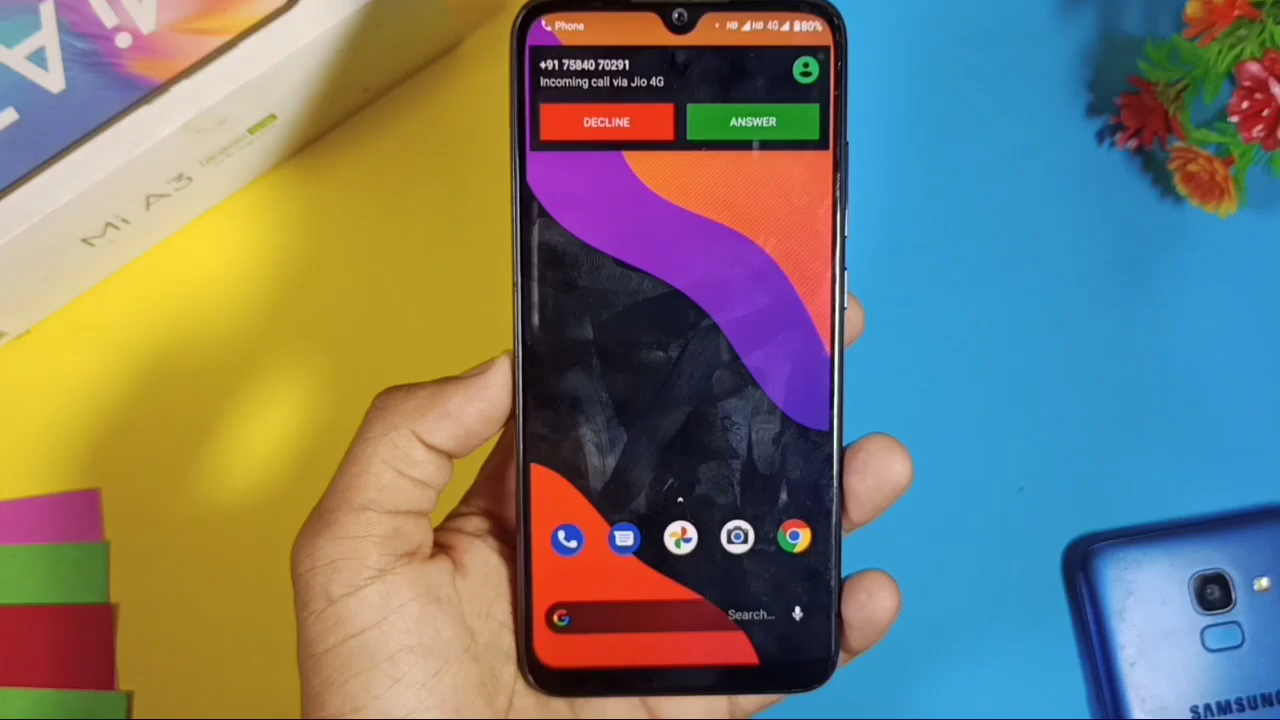 Mi A
Mi A3
Phone
HD HD 4G 80%
+91 75840 70291
Incoming call via Jio 4G
DECLINE
ANSWER
G
Search...
SAMSUNG